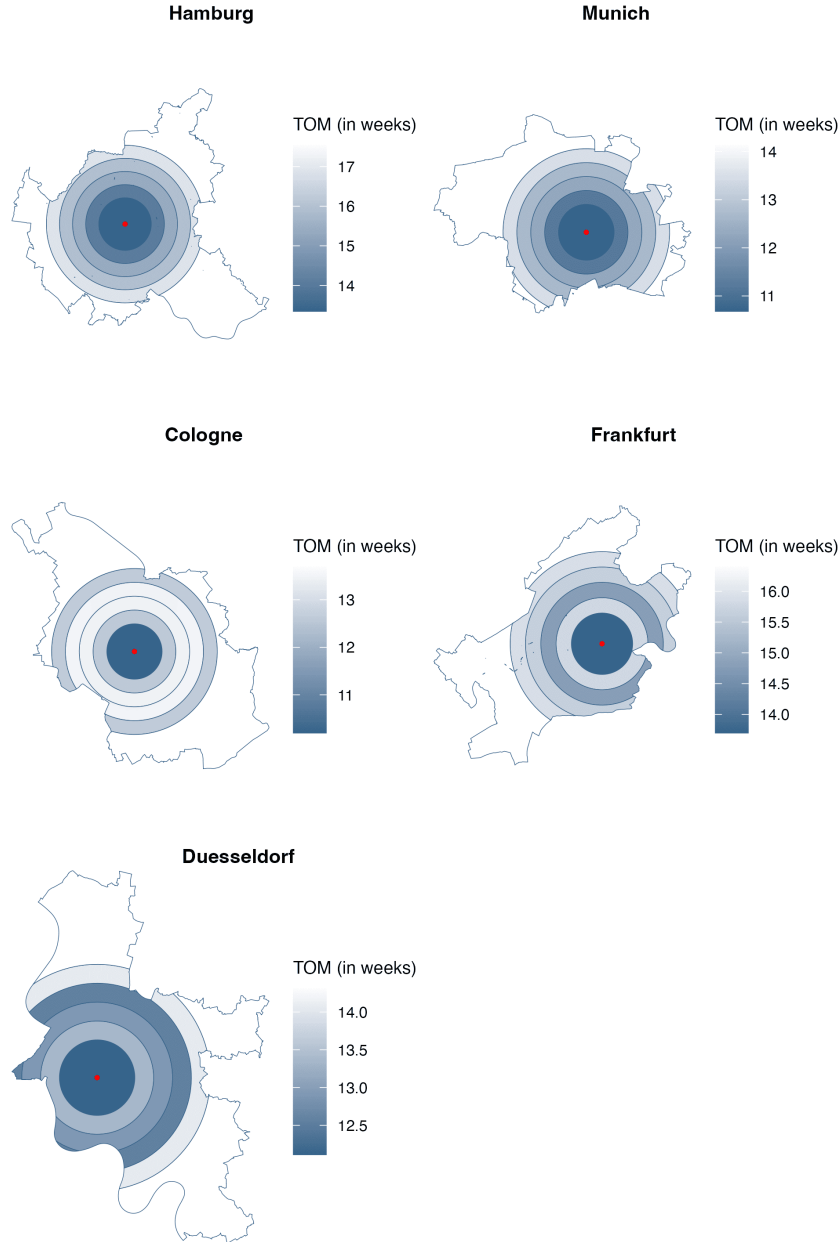 Hamburg
TOM (in weeks)
17
16
15
14
Munich
TOM (in weeks)
14
13
12
11
Cologne
TOM (in weeks)
13
12
11
Frankfurt
TOM (in weeks)
16.0
15.5
15.0
14.5
14.0
Duesseldorf
TOM (in weeks)
14.0
13.5
13.0
12.5